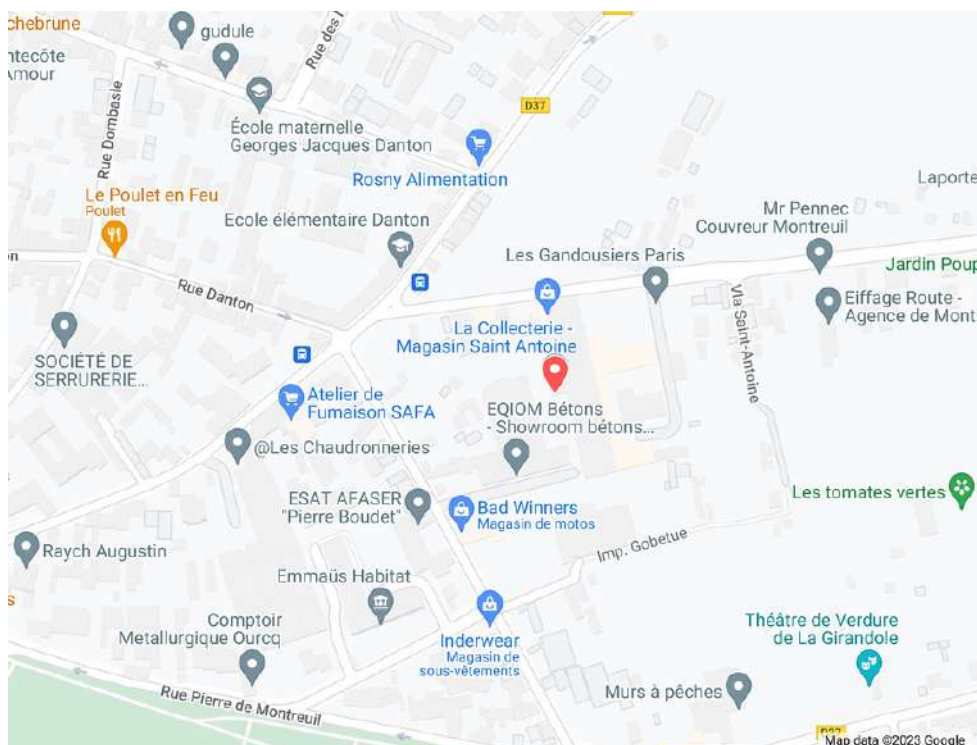 chebrune
gudule
Rue des
ntecôte
Amour
Rue Dombasle
D37
École maternelle
Georges Jacques Danton
Rosny Alimentation
Laporte
Le Poulet en Feu
Poulet
Ecole élémentaire Danton
Mr Pennec
Couvreur Montreuil
on
Les Gandousiers Paris
Jardin Poup
Rue Danton
Vla Saint-Antoine
Eiffage Route -
Agence de Mont
La Collecterie -
Magasin Saint Antoine
SOCIÉTÉ DE
SERRURERIE...
Atelier de
Fumaison SAFA
EQIOM Bétons
- Showroom bétons...
@Les Chaudronneries
ESAT AFASER
"Pierre Boudet"
Bad Winners
Magasin de motos
Les tomates vertes
Raych Augustin
Imp. Gobetue
Emmaüs Habitat
s
Comptoir
Metallurgique Ourcq
Inderwear
Magasin de
sous-vêtements
Théâtre de Verdure
de La Girandole
Rue Pierre de Montreuil
Murs à pêches
Map data ©2023 Google